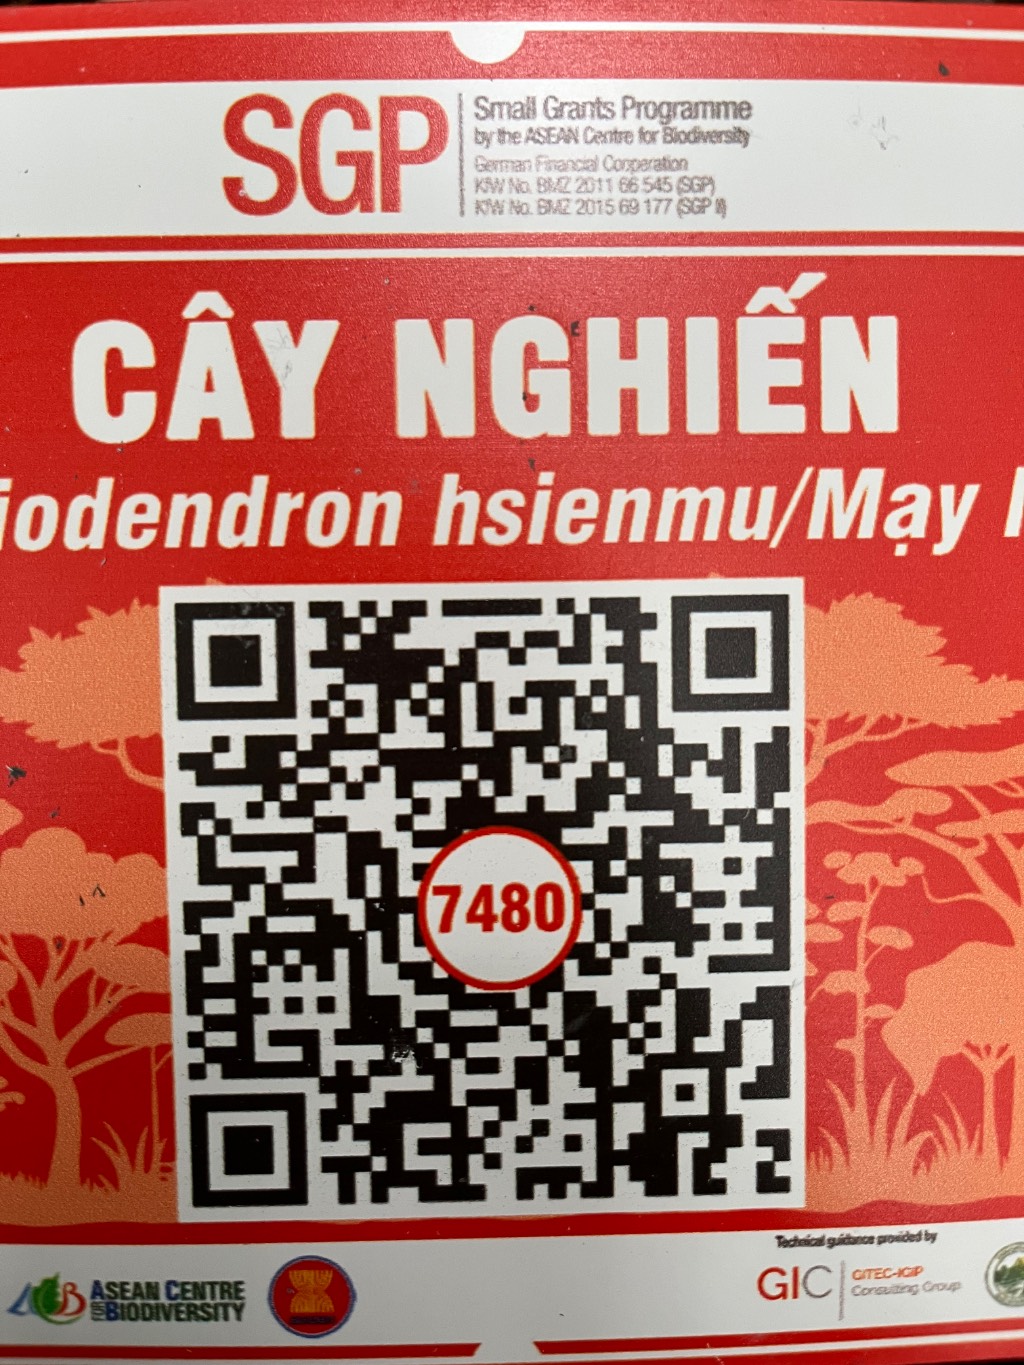 SGP
Small Grants Programme
by the ASEAN Centre for Biodiversity
German Financial Cooperation
KfW No. BMZ 2011 66 545 (SGP)
KfW No. BMZ 2015 69 177 (SGP II)
CÂY NGHIẾN
iodendron hsienmu/Mạy
7480
ASEAN CENTRE
FOR BIODIVERSITY
Technical guidance provided by
GIC
GITEC-IGIP
Consulting Group